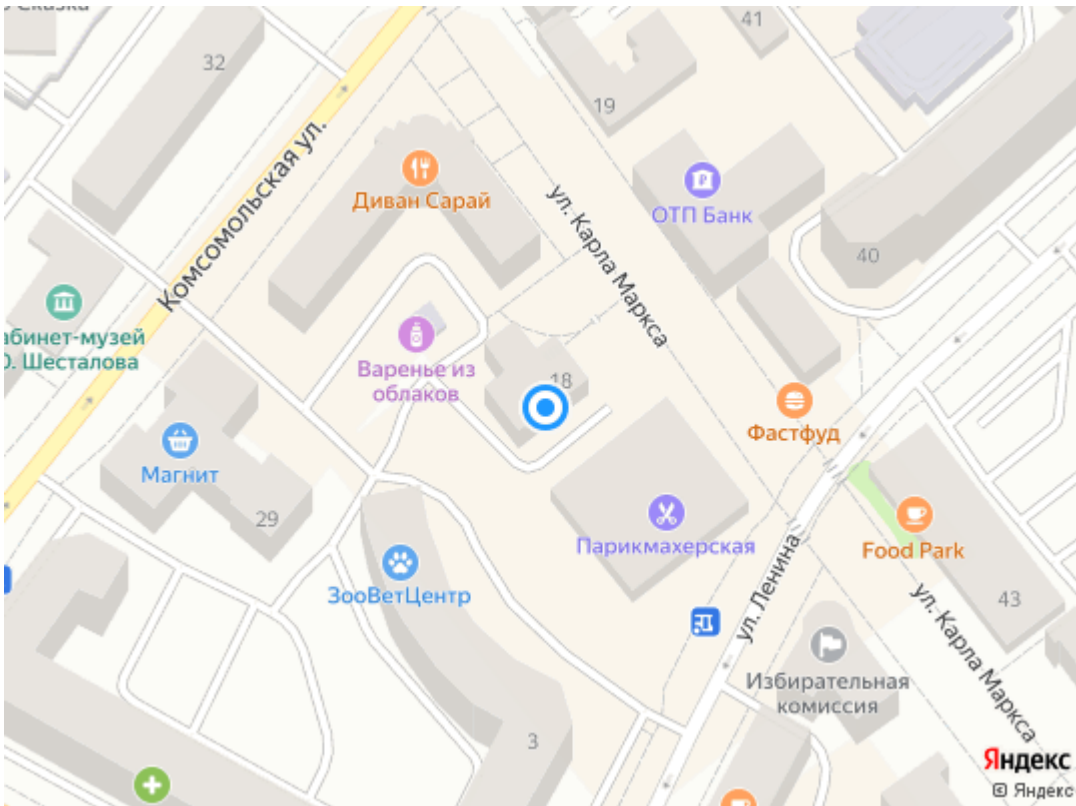 Сказка
41
32
19
Комсомольская ул.
Диван Сарай
ул. Карла Маркса
ОТП Банк
40
абинет-музей
Ю. Шесталова
Варенье из
облаков
18
Фастфуд
Магнит
29
Парикмахерская
Food Park
ЗооВетЦентр
ул. Ленина
43
ул. Карла Маркса
Избирательная
комиссия
3
Яндекс
© Яндекс